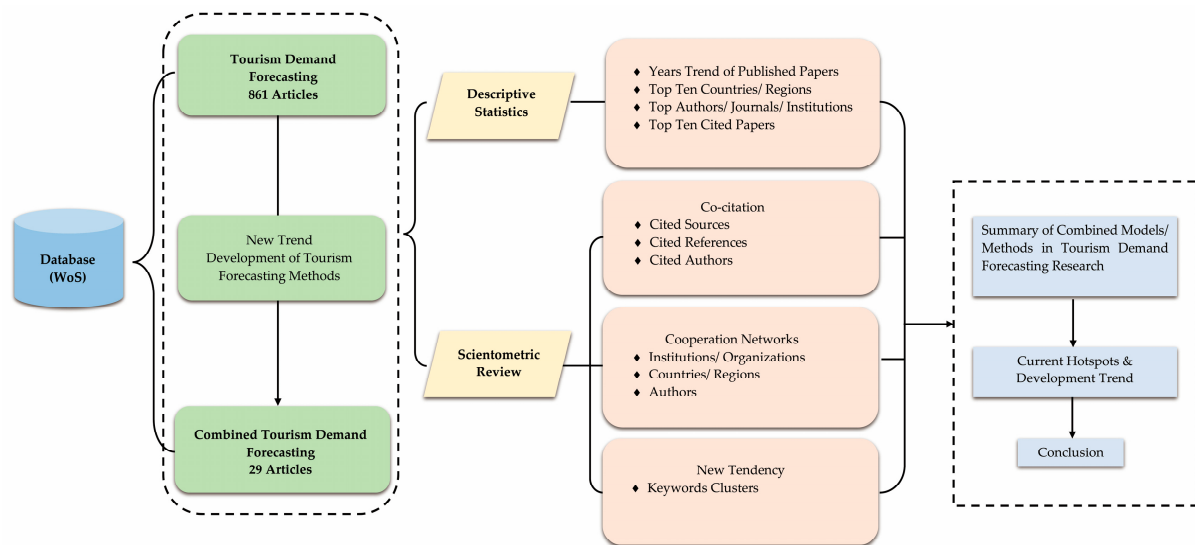 Database
(WoS)
Tourism Demand
Forecasting
861 Articles
New Trend
Development of Tourism
Forecasting Methods
Combined Tourism Demand
Forecasting
29 Articles
Descriptive
Statistics
Scientometric
Review
♦ Years Trend of Published Papers
♦ Top Ten Countries/ Regions
♦ Top Authors/ Journals/ Institutions
♦ Top Ten Cited Papers
Co-citation
♦ Cited Sources
♦ Cited References
♦ Cited Authors
Cooperation Networks
♦ Institutions/ Organizations
♦ Countries/ Regions
♦ Authors
New Tendency
♦ Keywords Clusters
Summary of Combined Models/
Methods in Tourism Demand
Forecasting Research
Current Hotspots &
Development Trend
Conclusion